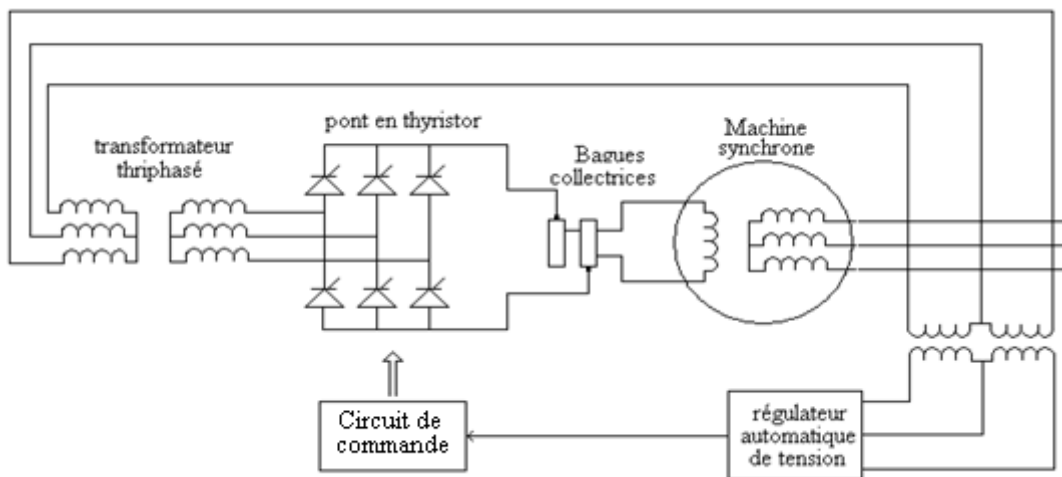 pont en thyristor
transformateur
thriphasé
Bagues
collectrices
Machine
synchrone
Circuit de
commande
régulateur
automatique
de tension